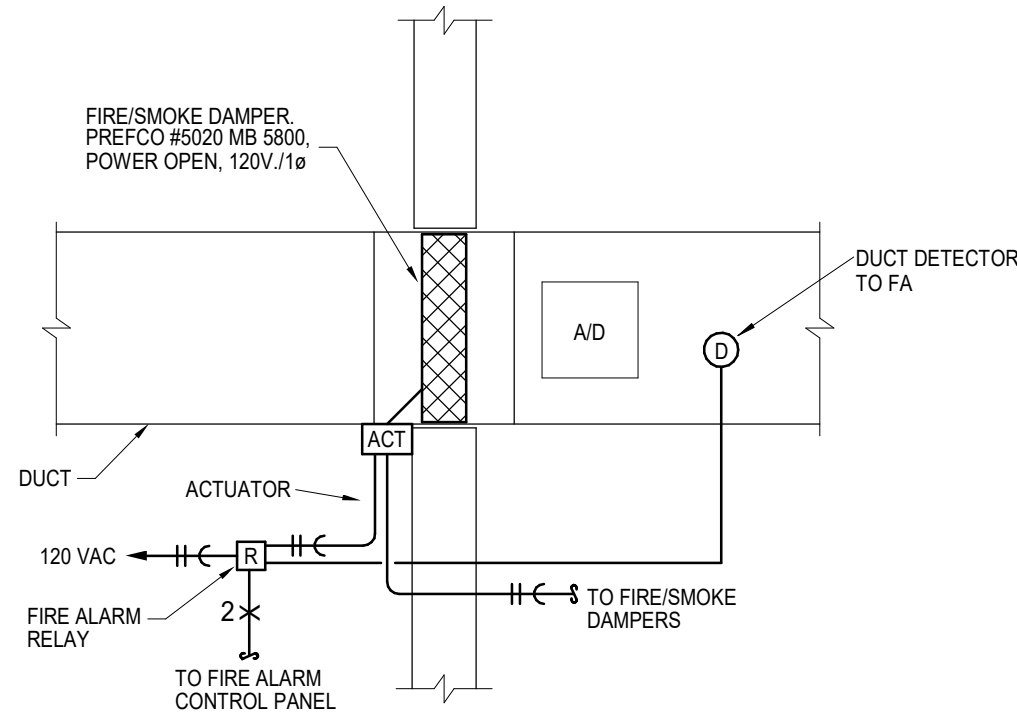 FIRE/SMOKE DAMPER.
PREFCO #5020 MB 5800,
POWER OPEN, 120V./1ø
DUCT DETECTOR
TO FA
A/D
D
ACT
DUCT
ACTUATOR
120 VAC
R
FIRE ALARM
RELAY
2
TO FIRE/SMOKE
DAMPERS
TO FIRE ALARM
CONTROL PANEL